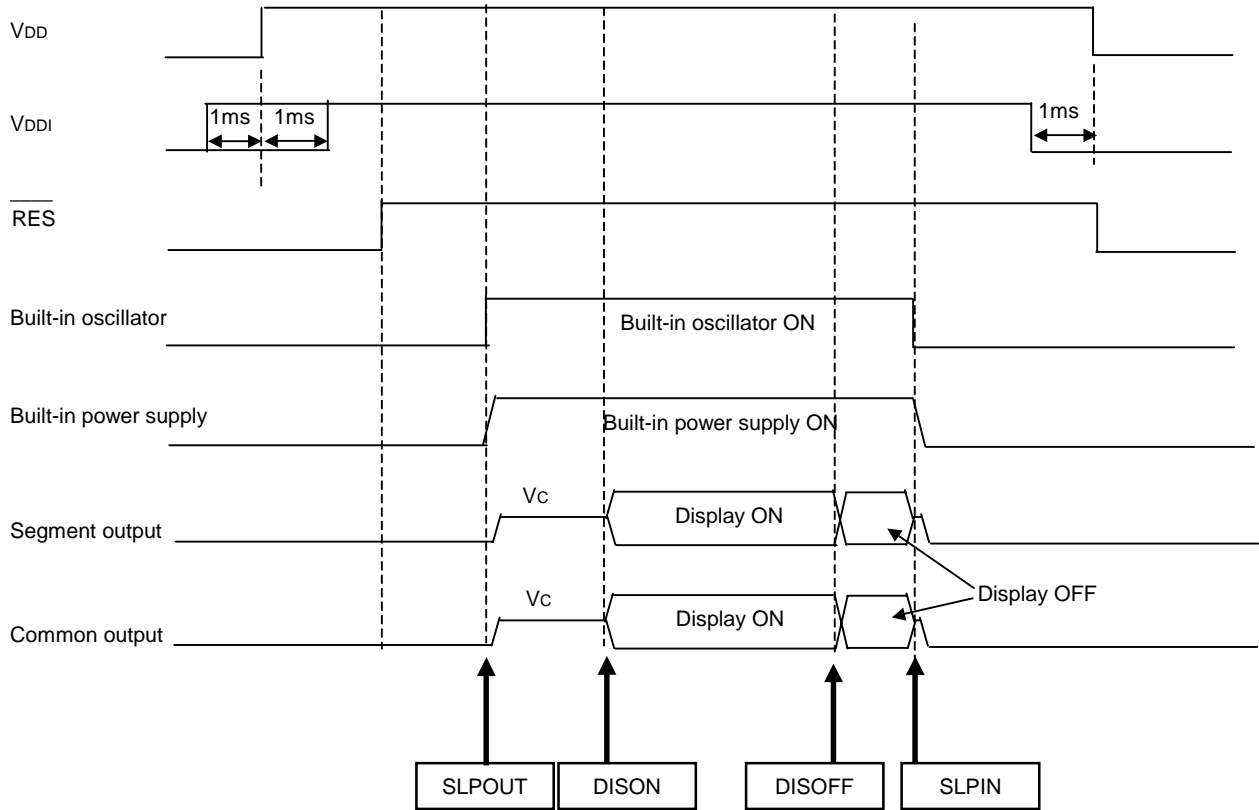 VDD
1ms
1ms
1ms
VDDI
RES
Built-in oscillator
Built-in oscillator ON
Built-in power supply
Built-in power supply ON
VC
Segment output
Display ON
Display OFF
VC
Common output
Display ON
SLPOUT
DISON
DISOFF
SLPIN